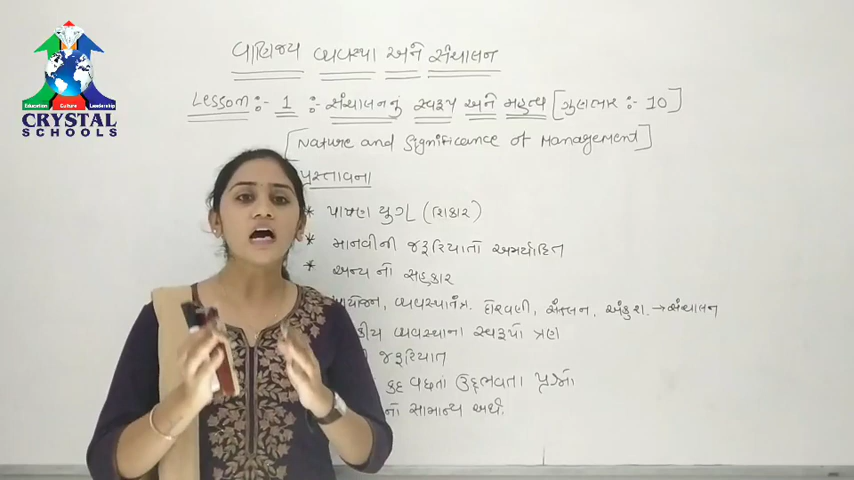 CRYSTAL
SCHOOLS
Education Culture Leadership
વાણિજ્ય વ્યવસ્થા અને સંચાલન
Lesson :- 1 :- સંચાલનનું સ્વરૂપ અને મહત્વ [ગુણભાર :- 10]
[Nature and Significance of Management]
પ્રસ્તાવના
* પાષાણ યુગ (શિકાર)
* માનવીની જરૂરિયાતો અમર્યાદિત
* અન્ય નો સહકાર
આયોજન, વ્યવસ્થાતંત્ર. દોરવણી, સંકલન, અંકુશ. → સંચાલન
વ્યવસ્થાના સ્વરૂપો ત્રણ
જરૂરિયાત
કદ વધતા ઉદ્દભવતા પ્રશ્નો
નો સામાન્ય અર્થ.